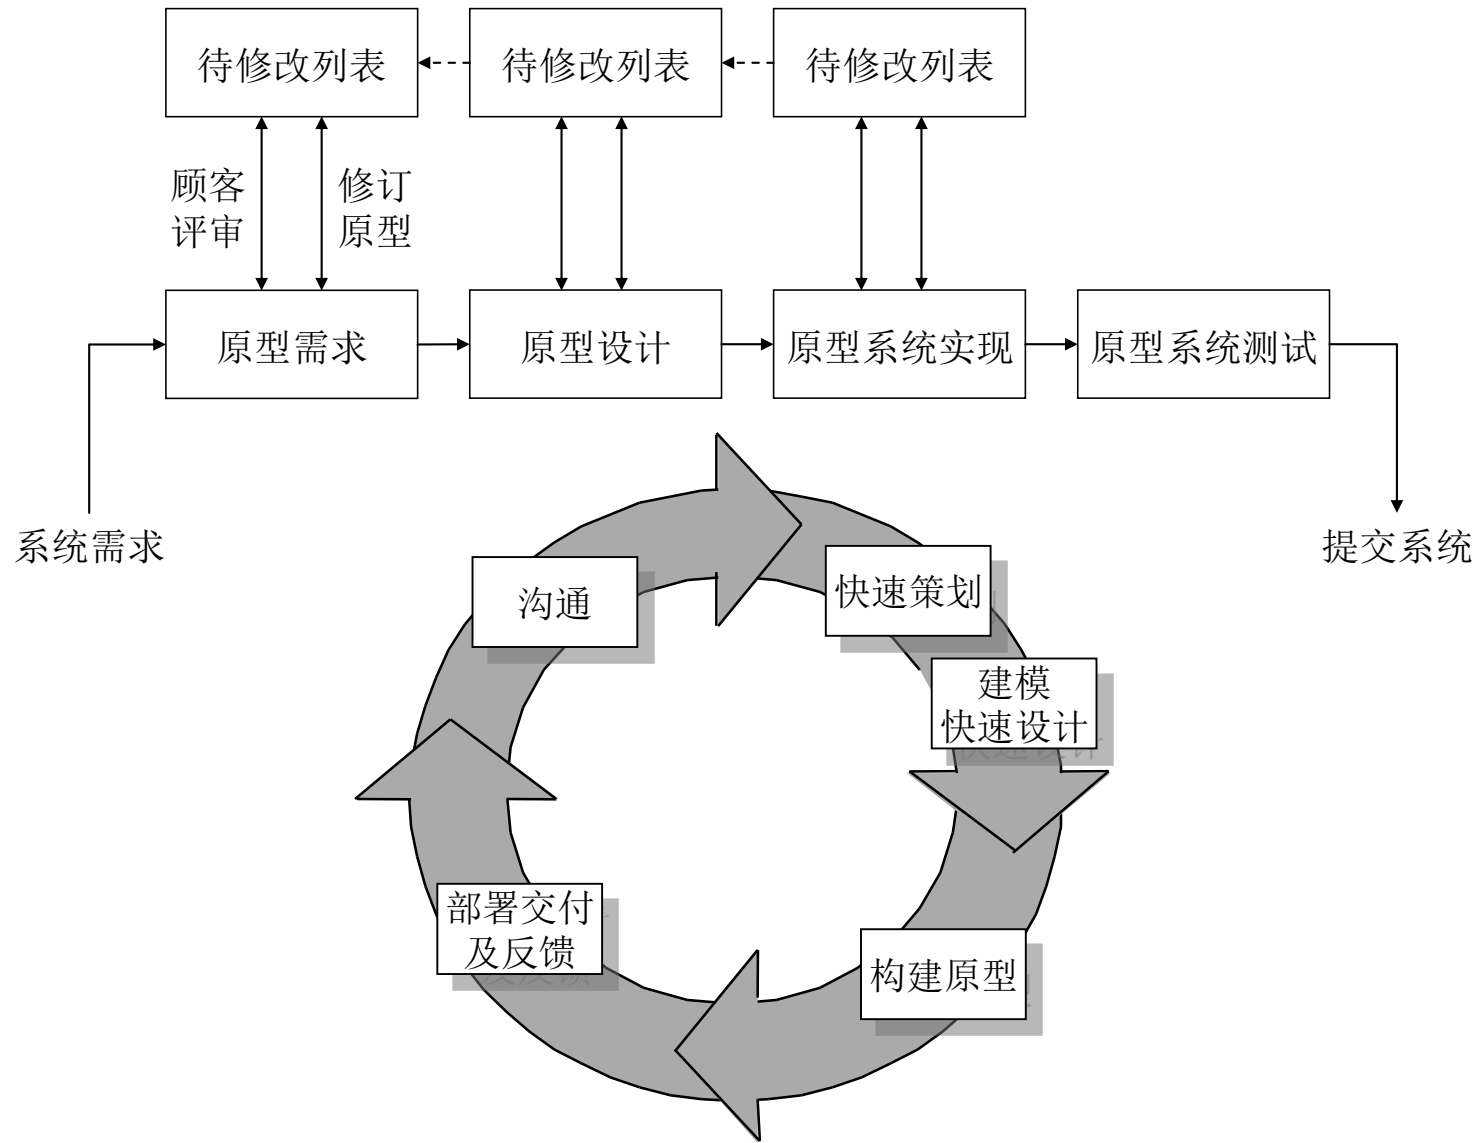 待修改列表
待修改列表
待修改列表
顾客
评审
修订
原型
原型需求
原型设计
原型系统实现
原型系统测试
系统需求
提交系统
沟通
快速策划
建模
快速设计
部署交付
及反馈
构建原型